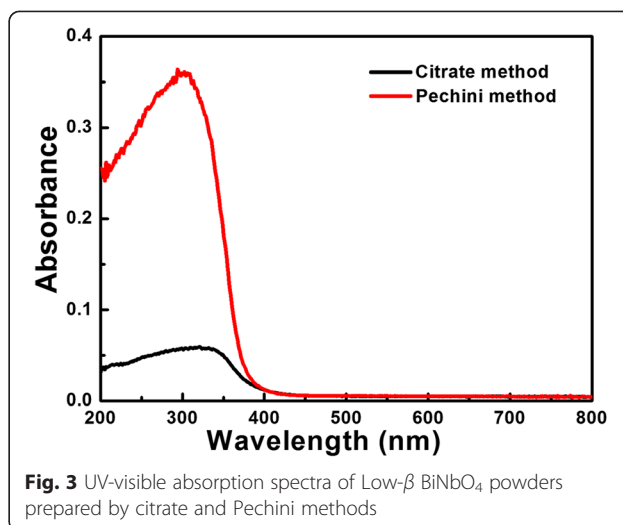 0.4
Citrate method
Pechini method
0.3
0.2
0.1
0.0
Absorbance
200 300 400 500 600 700 800
Wavelength (nm)
Fig. 3 UV-visible absorption spectra of Low-β BiNbO₄ powders
prepared by citrate and Pechini methods